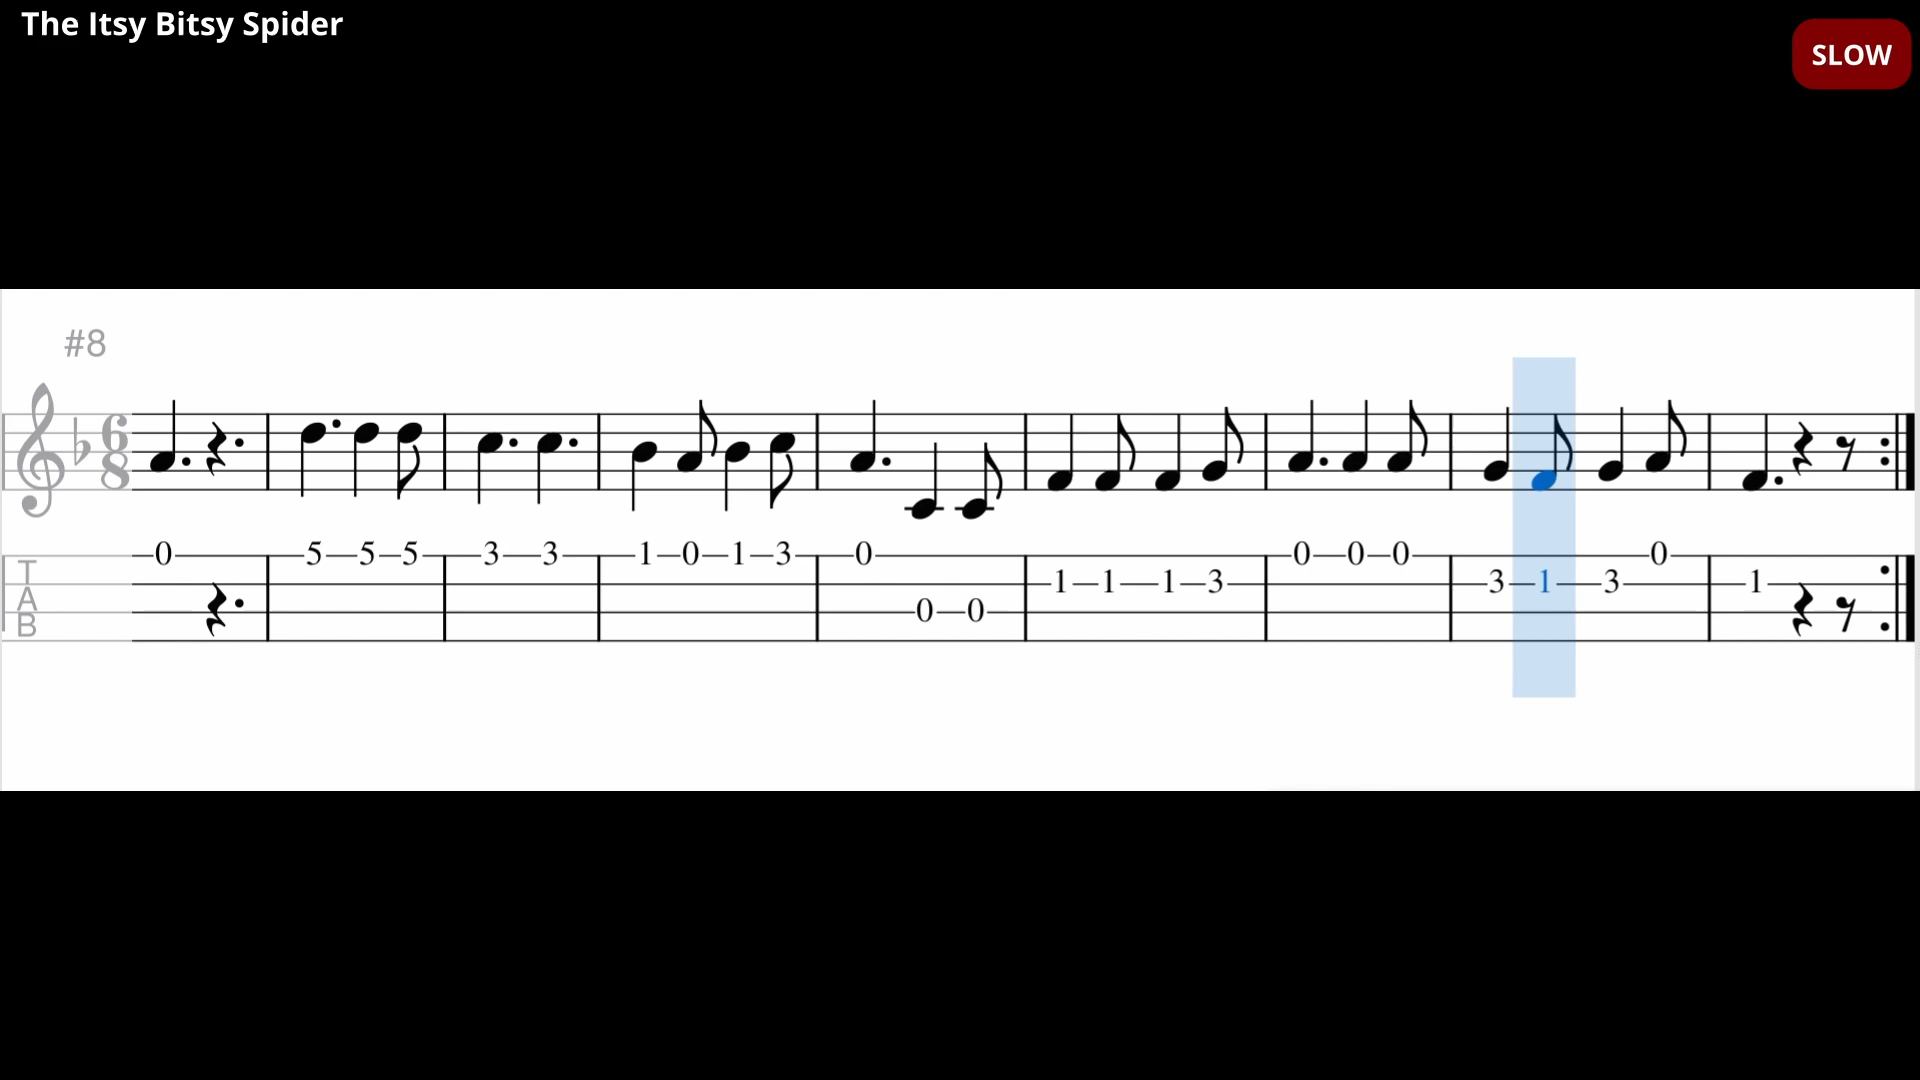 The Itsy Bitsy Spider
SLOW
#8
6
8
0 5 5 5 3 3 1 0 1 3 0 0 0 0 0
T 1 1 1 3 3 1 3 1
A 0 0
B